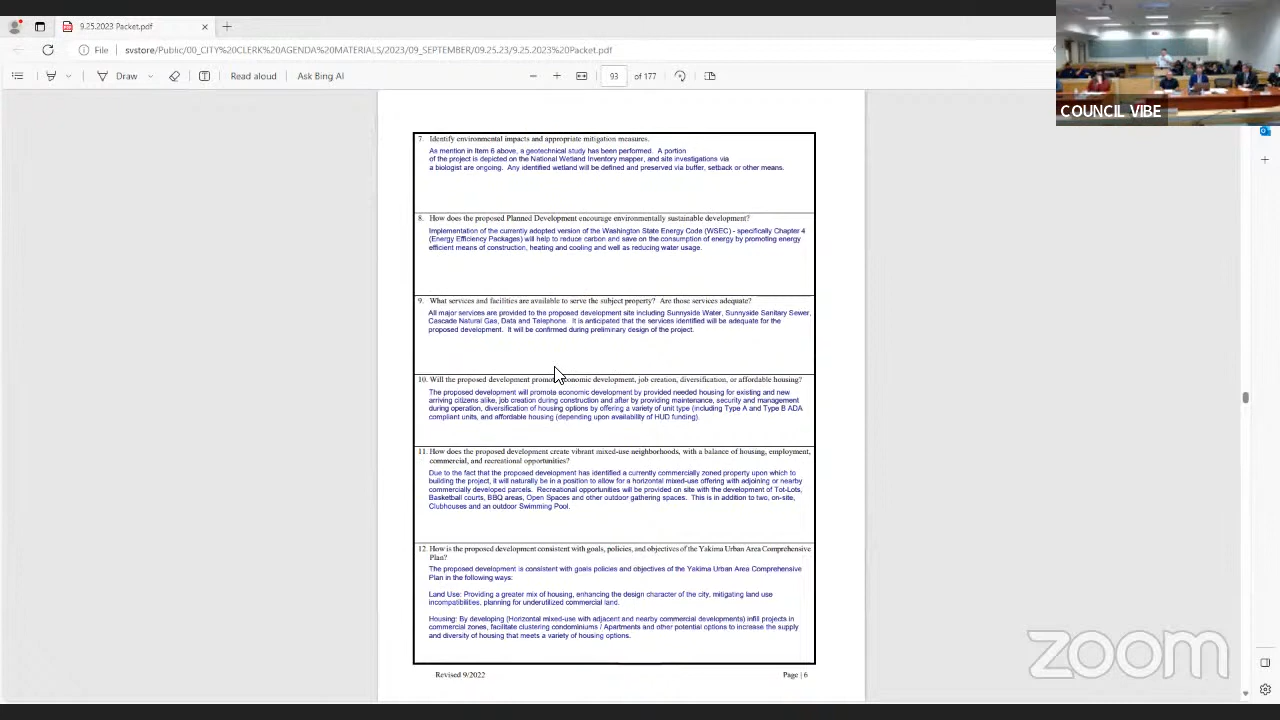 9.25.2023 Packet.pdf
File
svstore/Public/00_CITY%20CLERK%20AGENDA%20MATERIALS/2023/09_SEPTEMBER/09.25.23/9.25.2023%20Packet.pdf
Draw
Read aloud
Ask Bing AI
93 of 177
COUNCIL VIBE
7. Identify environmental impacts and appropriate mitigation measures.
As mention in Item 6 above, a geotechnical study has been performed. A portion
of the project is depicted on the National Wetland Inventory mapper, and site investigations via
a biologist are ongoing. Any identified wetland will be defined and preserved via buffer, setback or other means.
8. How does the proposed Planned Development encourage environmentally sustainable development?
Implementation of the currently adopted version of the Washington State Energy Code (WSEC) - specifically Chapter 4
(Energy Efficiency Packages) will help to reduce carbon and save on the consumption of energy by promoting energy
efficient means of construction, heating and cooling and well as reducing water usage.
9. What services and facilities are available to serve the subject property? Are those services adequate?
All major services are provided to the proposed development site including Sunnyside Water, Sunnyside Sanitary Sewer,
Cascade Natural Gas, Data and Telephone. It is anticipated that the services identified will be adequate for the
proposed development. It will be confirmed during preliminary design of the project.
10. Will the proposed development promote economic development, job creation, diversification, or affordable housing?
The proposed development will promote economic development by provided needed housing for existing and new
arriving citizens alike, job creation during construction and after by providing maintenance, security and management
during operation, diversification of housing options by offering a variety of unit type (including Type A and Type B ADA
compliant units, and affordable housing (depending upon availability of HUD funding)
11. How does the proposed development create vibrant mixed-use neighborhoods, with a balance of housing, employment,
commercial, and recreational opportunities?
Due to the fact that the proposed development has identified a currently commercially zoned property upon which to
building the project, it will naturally be in a position to allow for a horizontal mixed-use offering with adjoining or nearby
commercially developed parcels. Recreational opportunities will be provided on site with the development of Tot-Lots,
Basketball courts, BBQ areas, Open Spaces and other outdoor gathering spaces. This is in addition to two, on-site,
Clubhouses and an outdoor Swimming Pool.
12. How is the proposed development consistent with goals, policies, and objectives of the Yakima Urban Area Comprehensive
Plan?
The proposed development is consistent with goals policies and objectives of the Yakima Urban Area Comprehensive
Plan in the following ways:
Land Use: Providing a greater mix of housing, enhancing the design character of the city, mitigating land use
incompatibilities, planning for underutilized commercial land.
Housing: By developing (Horizontal mixed-use with adjacent and nearby commercial developments) infill projects in
commercial zones, facilitate clustering condominiums / Apartments and other potential options to increase the supply
and diversity of housing that meets a variety of housing options.
Revised 9/2022
Page | 6
zoom